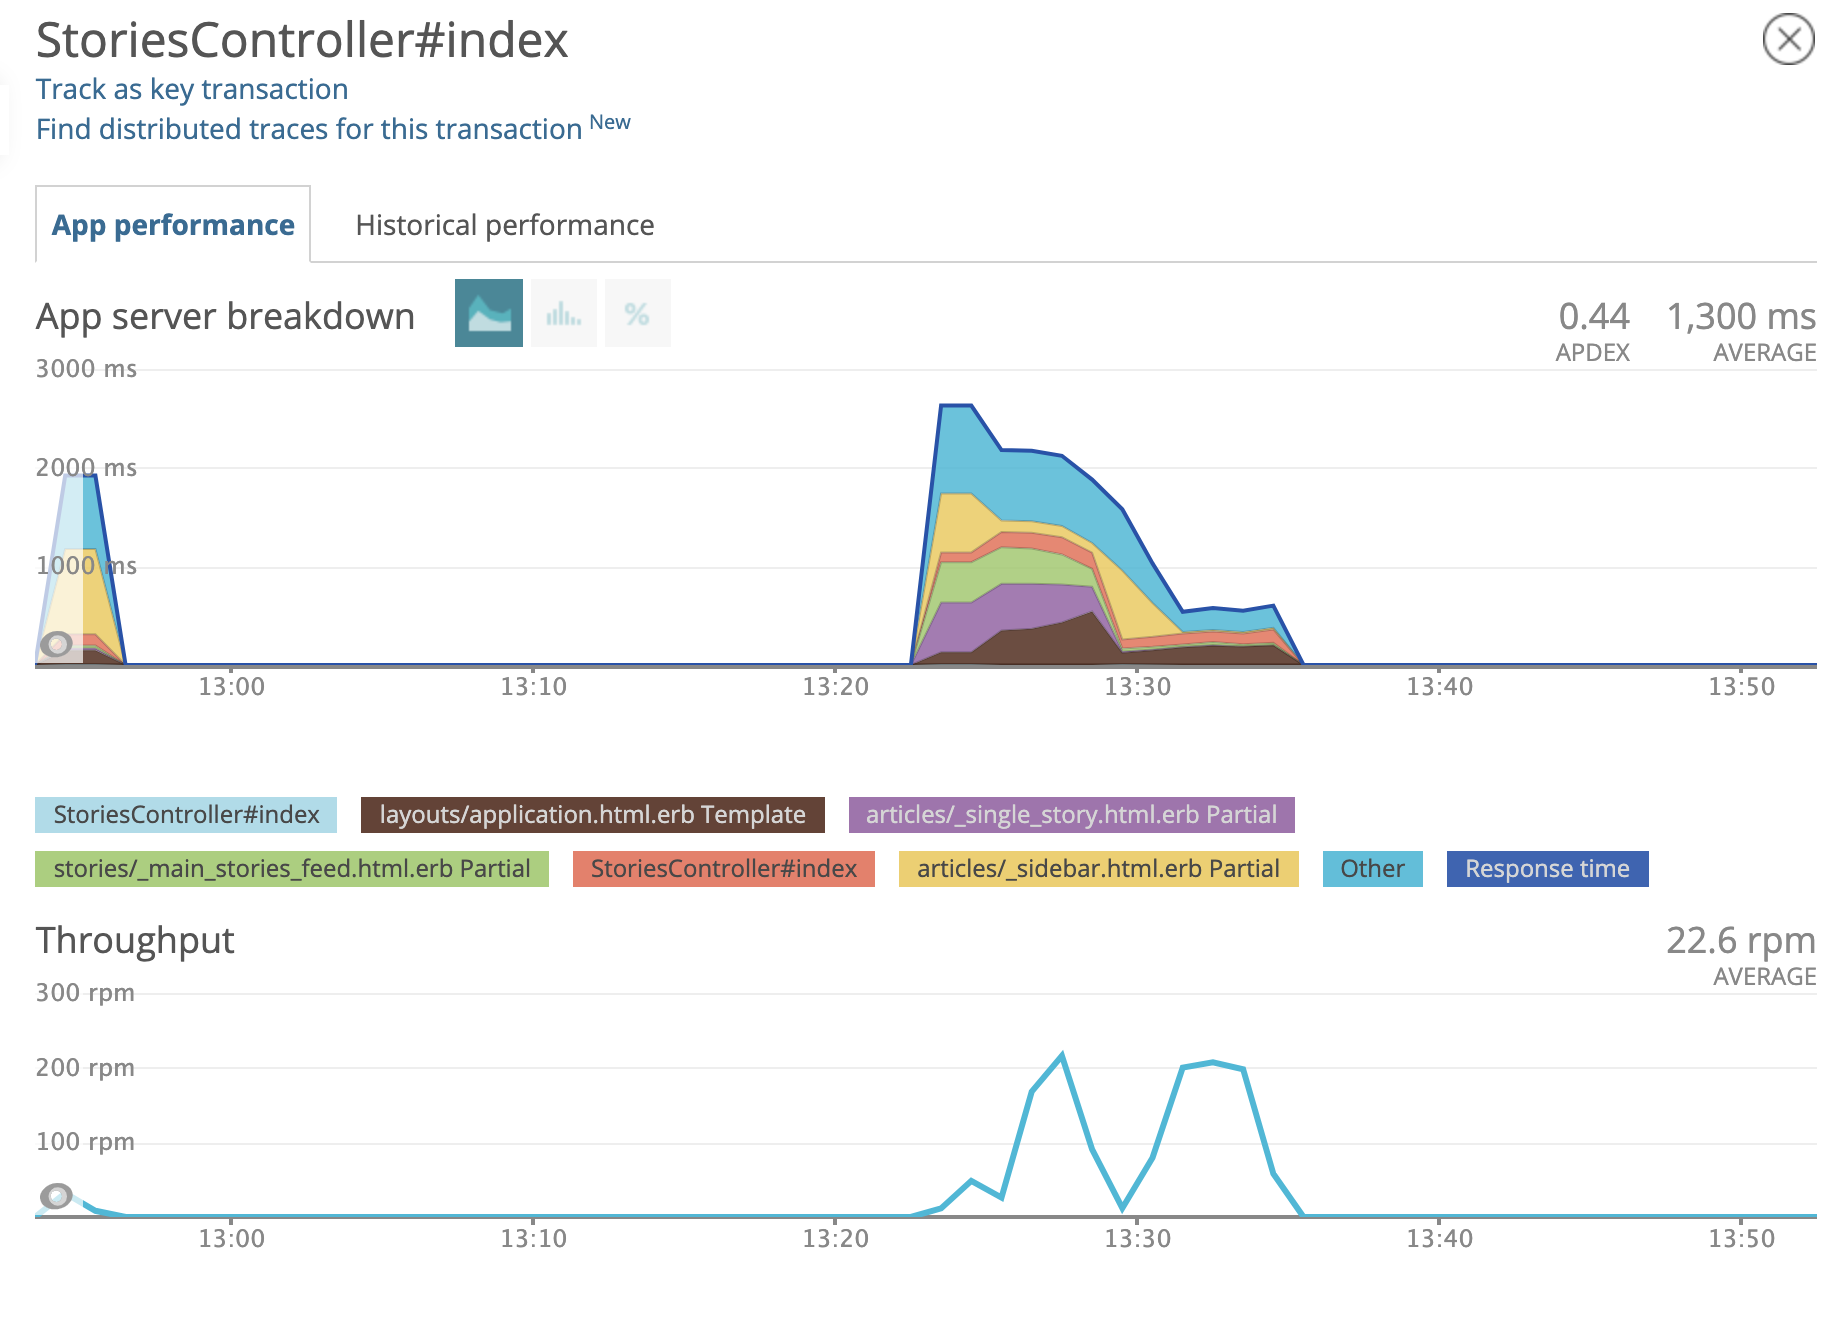 StoriesController#index
Track as key transaction
Find distributed traces for this transaction New
App performance Historical performance
App server breakdown % 0.44 1,300 ms
APDEX AVERAGE
3000 ms
2000 ms
1000 ms
13:00 13:10 13:20 13:30 13:40 13:50
StoriesController#index layouts/application.html.erb Template articles/_single_story.html.erb Partial
stories/_main_stories_feed.html.erb Partial StoriesController#index articles/_sidebar.html.erb Partial Other Response time
Throughput 22.6 rpm
AVERAGE
300 rpm
200 rpm
100 rpm
13:00 13:10 13:20 13:30 13:40 13:50